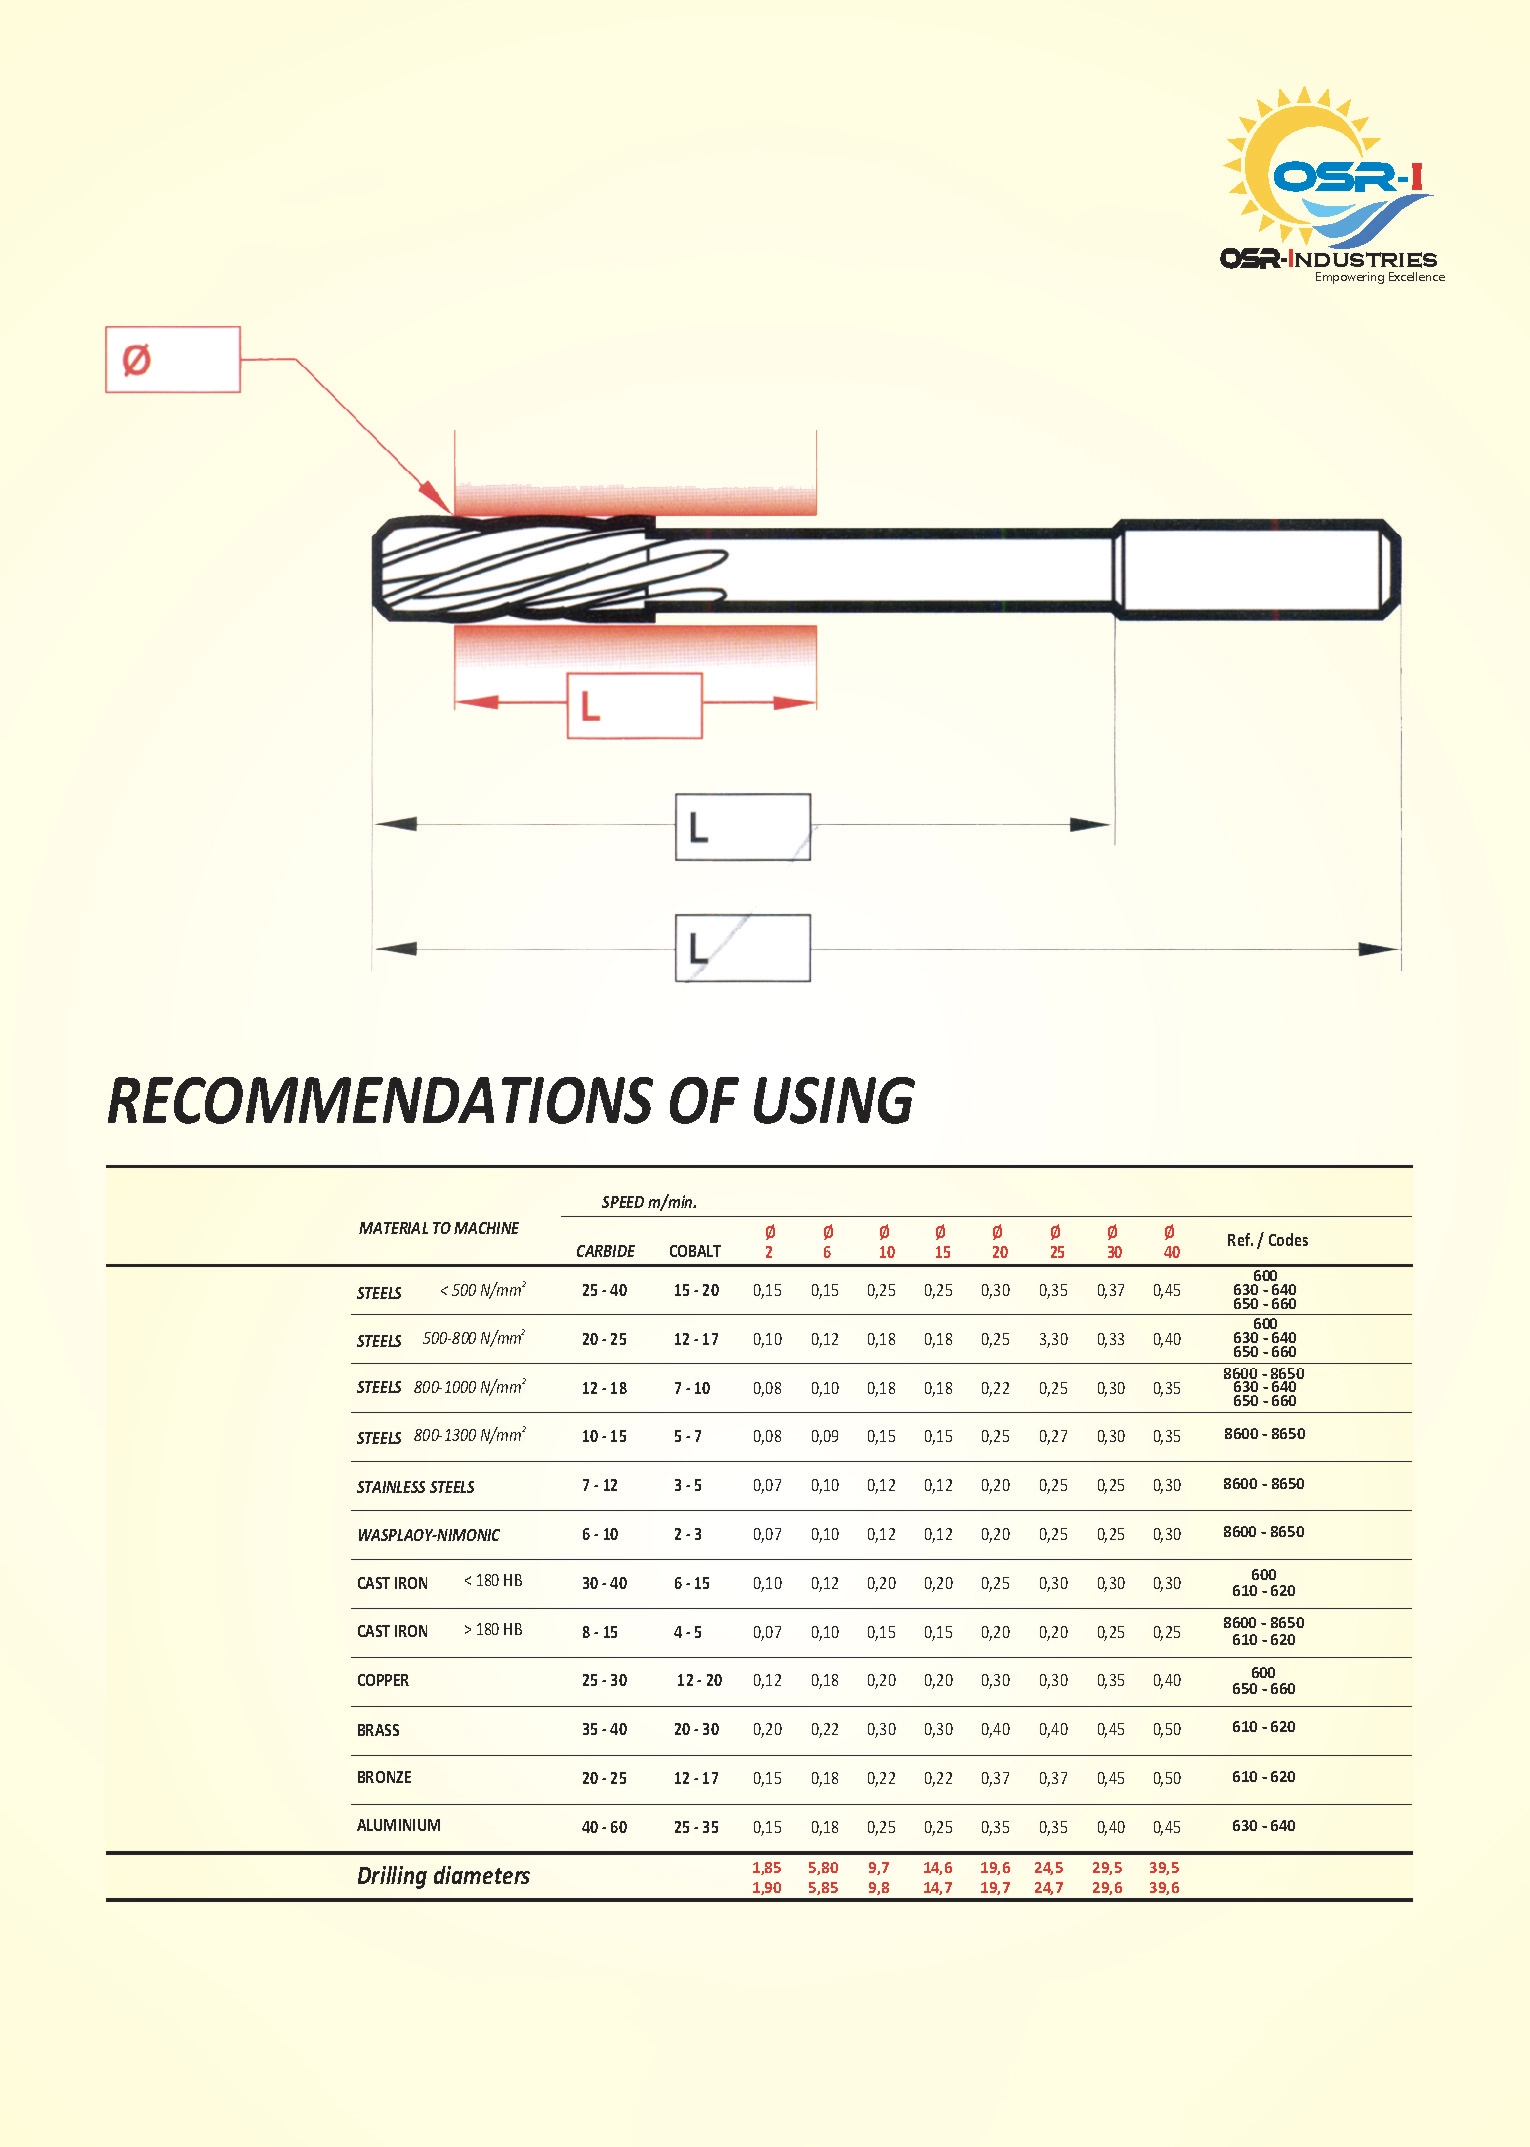 OSR-I
OSR-INDUSTRIES
Empowering Excellence
Ø
L
L
L
RECOMMENDATIONS OF USING
SPEED m/min.
MATERIAL TO MACHINE
CARBIDE COBALT Ø 2 Ø 6 Ø 10 Ø 15 Ø 20 Ø 25 Ø 30 Ø 40 Ref. / Codes
STEELS < 500 N/mm² 25 - 40 15 - 20 0,15 0,15 0,25 0,25 0,30 0,35 0,37 0,45 600
630 - 640
650 - 660
STEELS 500-800 N/mm² 20 - 25 12 - 17 0,10 0,12 0,18 0,18 0,25 3,30 0,33 0,40 600
630 - 640
650 - 660
STEELS 800-1000 N/mm² 12 - 18 7 - 10 0,08 0,10 0,18 0,18 0,22 0,25 0,30 0,35 8600 - 8650
630 - 640
650 - 660
STEELS 800-1300 N/mm² 10 - 15 5 - 7 0,08 0,09 0,15 0,15 0,25 0,27 0,30 0,35 8600 - 8650
STAINLESS STEELS 7 - 12 3 - 5 0,07 0,10 0,12 0,12 0,20 0,25 0,25 0,30 8600 - 8650
WASPLAOY-NIMONIC 6 - 10 2 - 3 0,07 0,10 0,12 0,12 0,20 0,25 0,25 0,30 8600 - 8650
CAST IRON < 180 HB 30 - 40 6 - 15 0,10 0,12 0,20 0,20 0,25 0,30 0,30 0,30 600
610 - 620
CAST IRON > 180 HB 8 - 15 4 - 5 0,07 0,10 0,15 0,15 0,20 0,20 0,25 0,25 8600 - 8650
610 - 620
COPPER 25 - 30 12 - 20 0,12 0,18 0,20 0,20 0,30 0,30 0,35 0,40 600
650 - 660
BRASS 35 - 40 20 - 30 0,20 0,22 0,30 0,30 0,40 0,40 0,45 0,50 610 - 620
BRONZE 20 - 25 12 - 17 0,15 0,18 0,22 0,22 0,37 0,37 0,45 0,50 610 - 620
ALUMINIUM 40 - 60 25 - 35 0,15 0,18 0,25 0,25 0,35 0,35 0,40 0,45 630 - 640
Drilling diameters 1,85 5,80 9,7 14,6 19,6 24,5 29,5 39,5
1,90 5,85 9,8 14,7 19,7 24,7 29,6 39,6